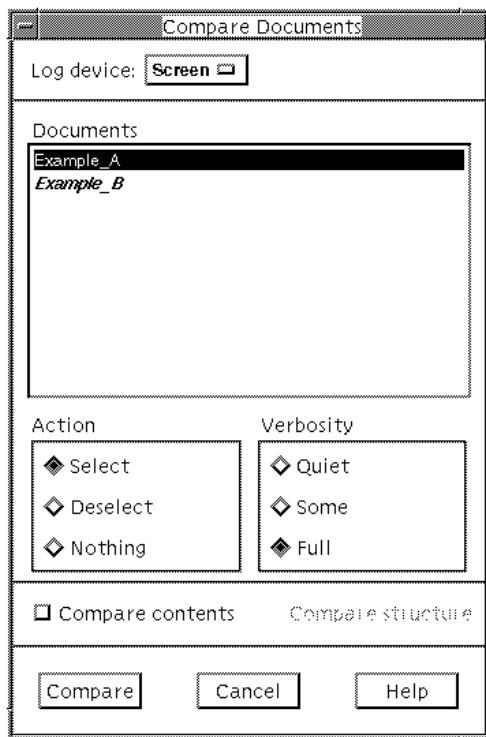 Compare Documents
Log device: Screen
Documents
Example_A
Example_B
Action Verbosity
Select Quiet
Deselect Some
Nothing Full
Compare contents Compare structure
Compare Cancel Help